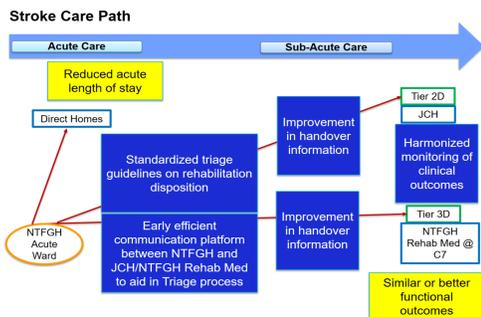 Stroke Care Path
Acute Care
Sub-Acute Care
Reduced acute
length of stay
Direct Homes
NTFGH
Acute
Ward
Standardized triage
guidelines on rehabilitation
disposition
Early efficient
communication platform
between NTFGH and
JCH/NTFGH Rehab Med
to aid in Triage process
Improvement
in handover
information
Improvement
in handover
information
Tier 2D
JCH
Harmonized
monitoring of
clinical
outcomes
Tier 3D
NTFGH
Rehab Med @
C7
Similar or better
functional
outcomes